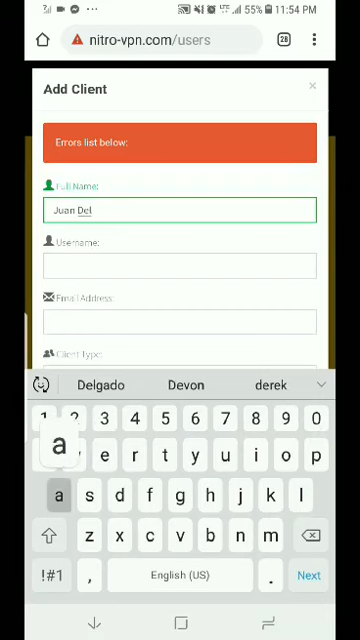 55% 11:54 PM
nitro-vpn.com/users
28
Add Client
×
Errors list below:
Full Name:
Juan Del
Username:
Email Address:
Client Type:
Delgado Devon derek
1 2 3 4 5 6 7 8 9 0
a
e r t y u i o p
a s d f g h j k l
z x c v b n m
!#1 , English (US) . Next